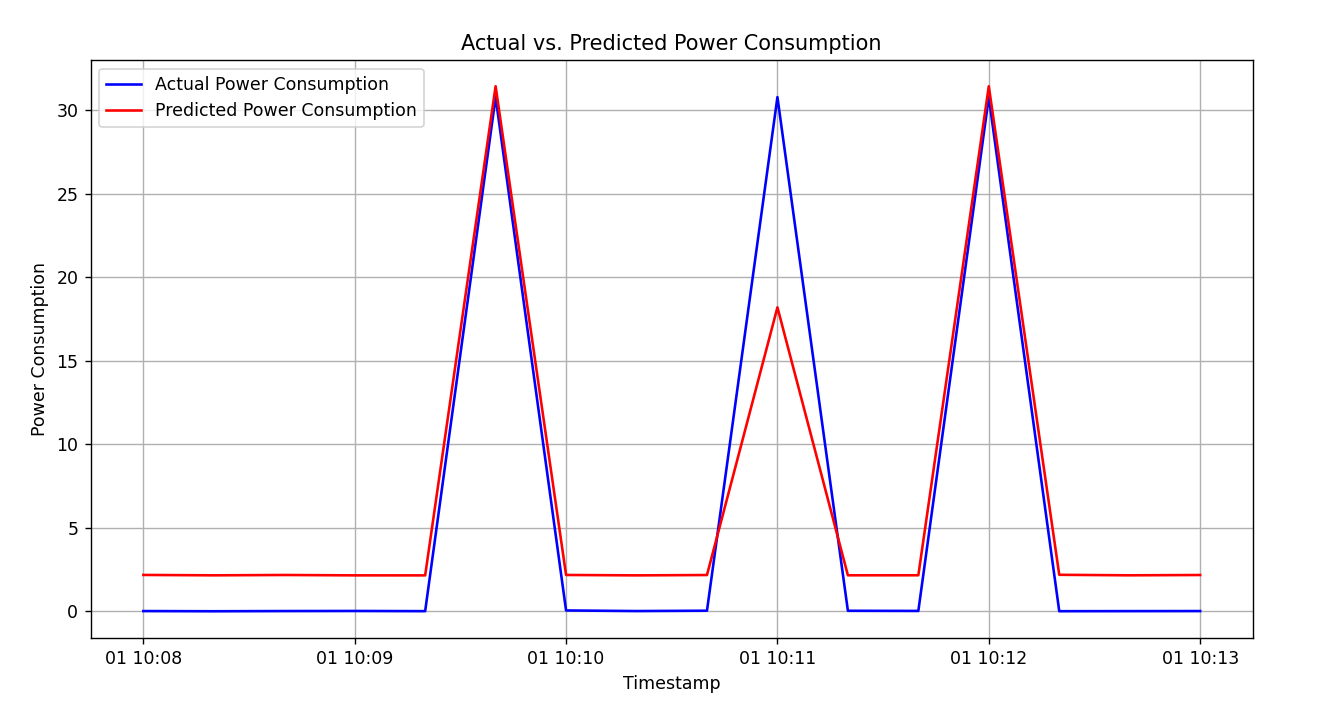 Actual vs. Predicted Power Consumption
Actual Power Consumption
Predicted Power Consumption
Power Consumption
30
25
20
15
10
5
0
01 10:08 01 10:09 01 10:10 01 10:11 01 10:12 01 10:13
Timestamp